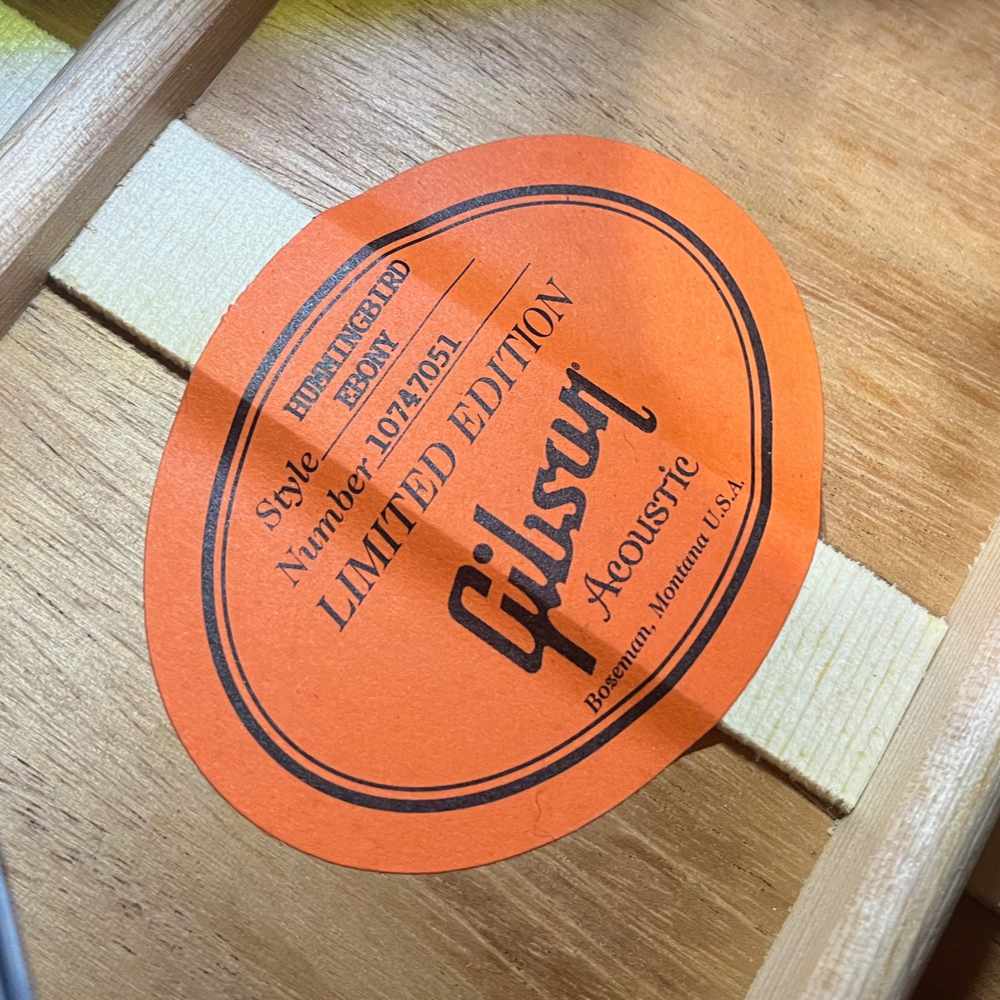 HUMMINGBIRD
EBONY
Style
Number 10747051
LIMITED EDITION
Gibson
Acoustic
Bozeman, Montana U.S.A.